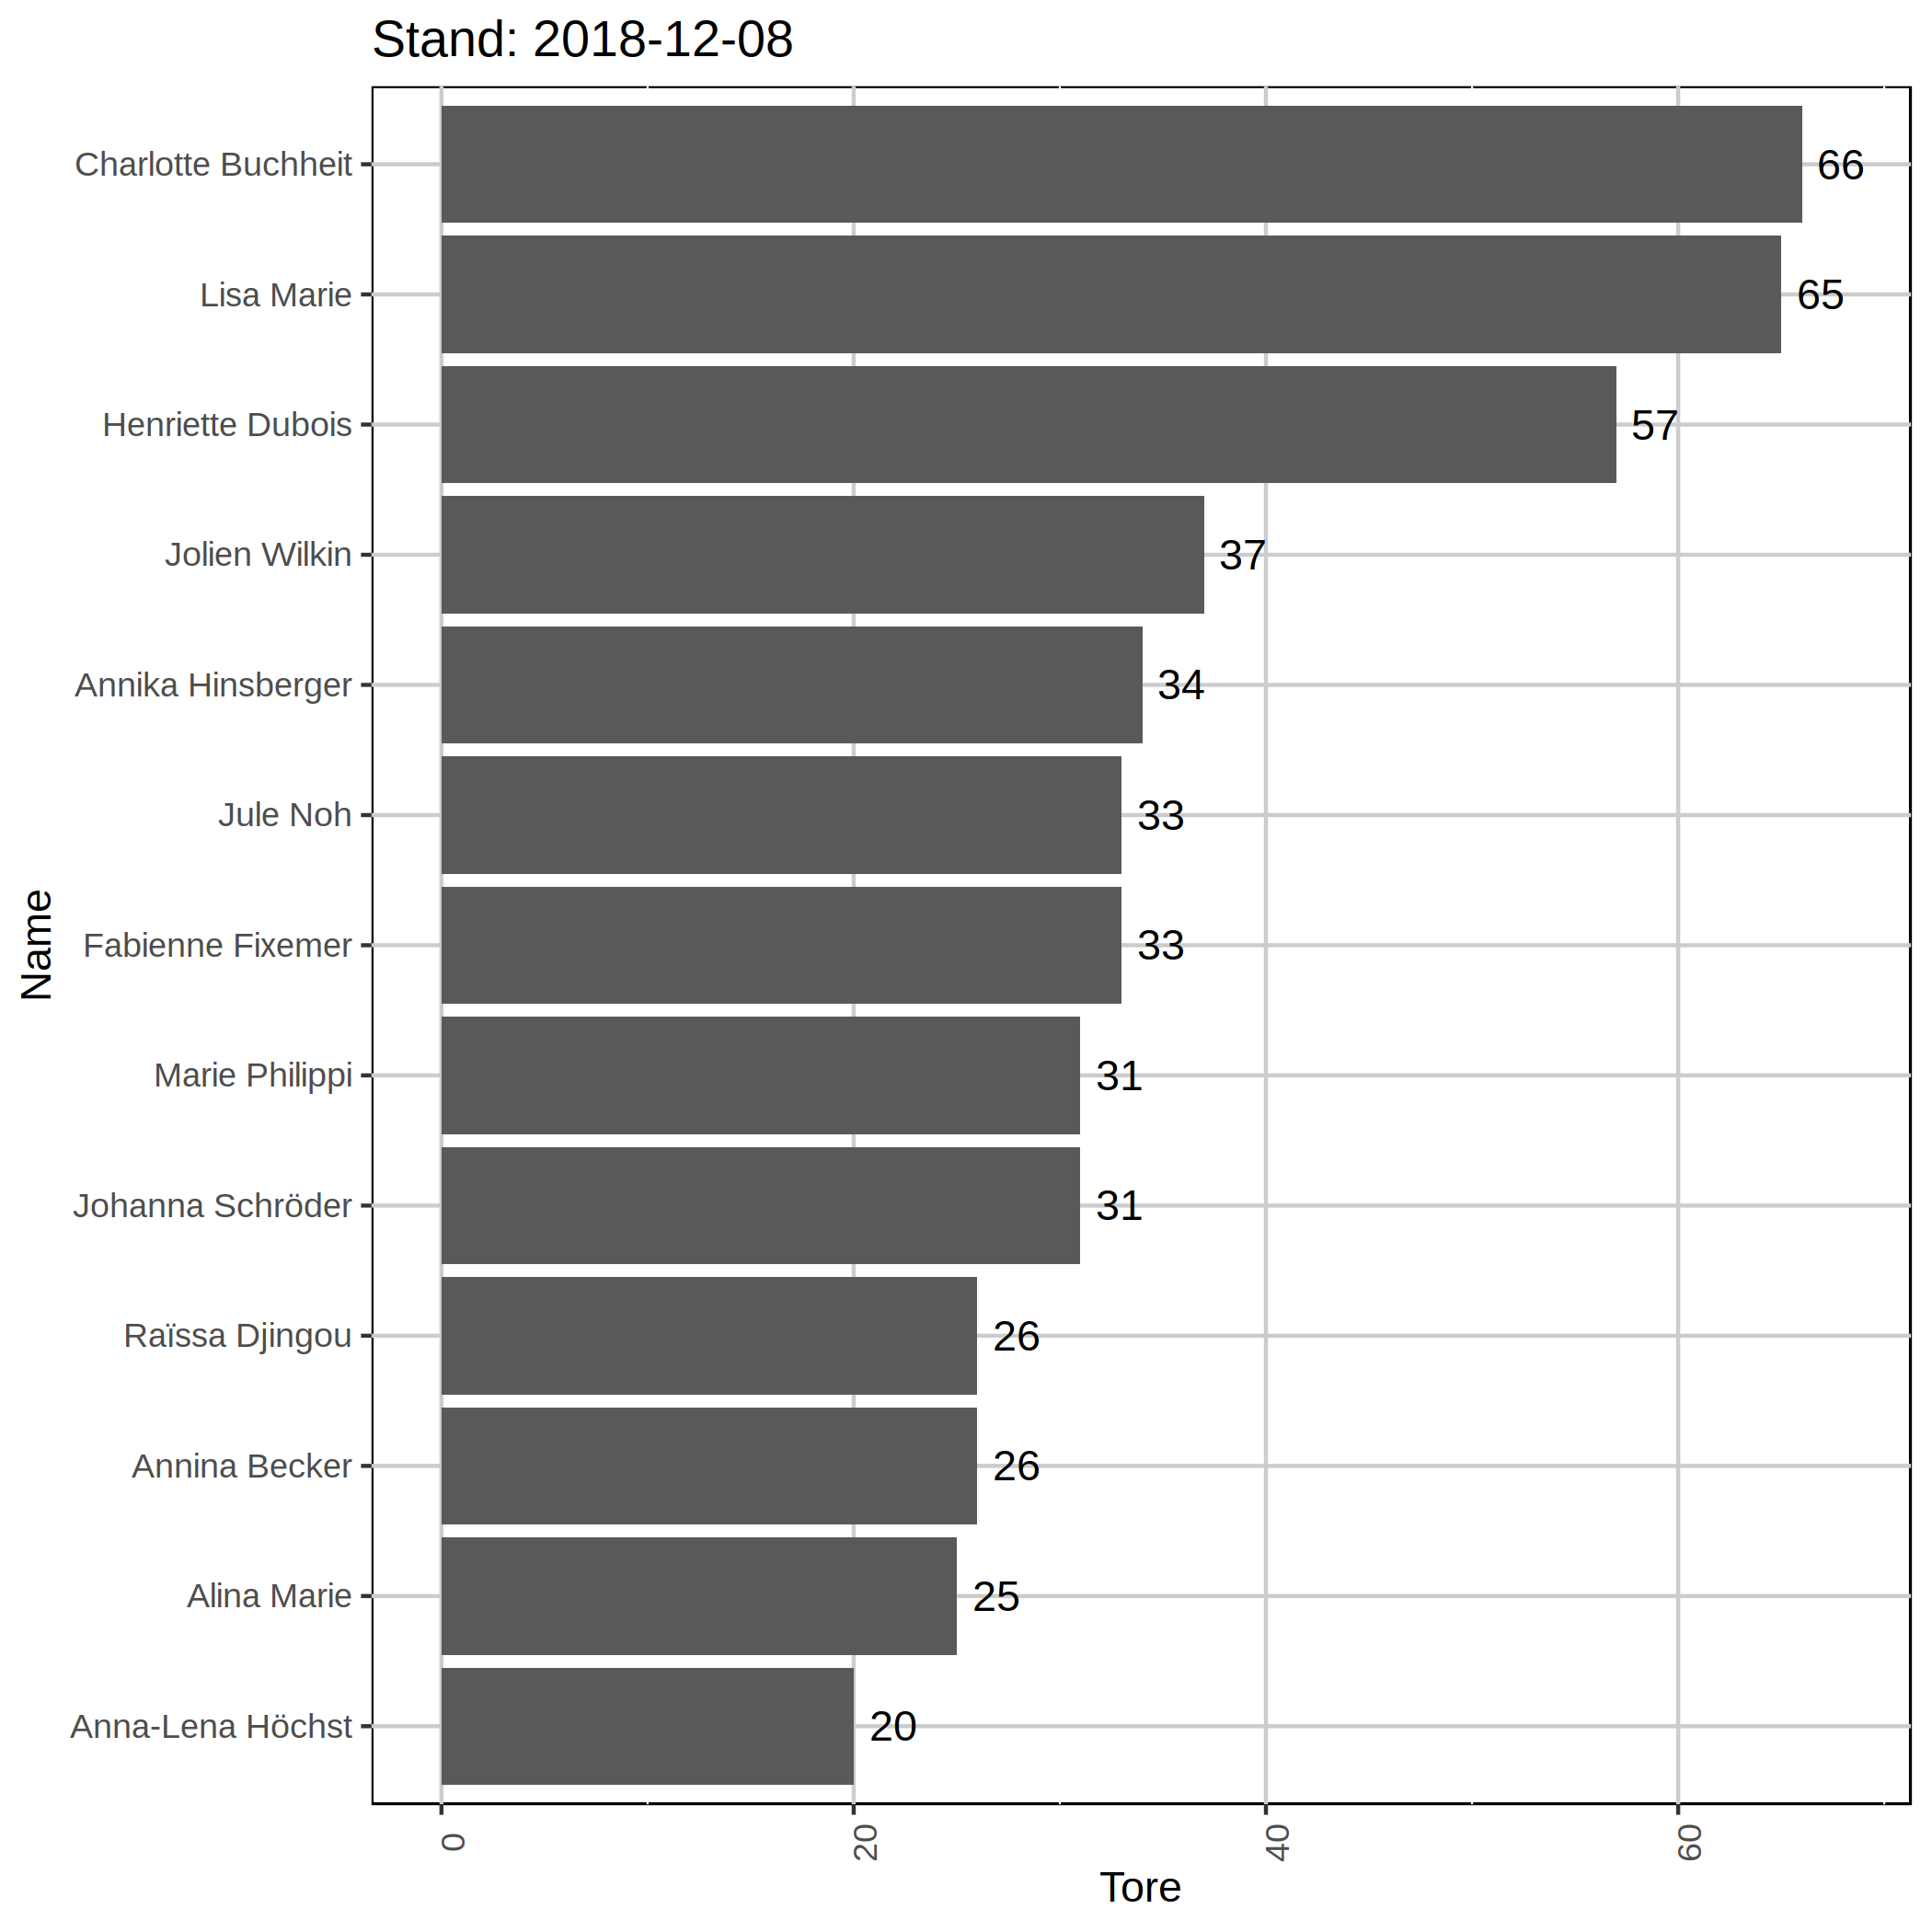 Stand: 2018-12-08
Charlotte Buchheit 66
Lisa Marie 65
Henriette Dubois 57
Jolien Wilkin 37
Annika Hinsberger 34
Jule Noh 33
Fabienne Fixemer 33
Marie Philippi 31
Johanna Schröder 31
Raïssa Djingou 26
Annina Becker 26
Alina Marie 25
Anna-Lena Höchst 20
Name
0 20 40 60
Tore